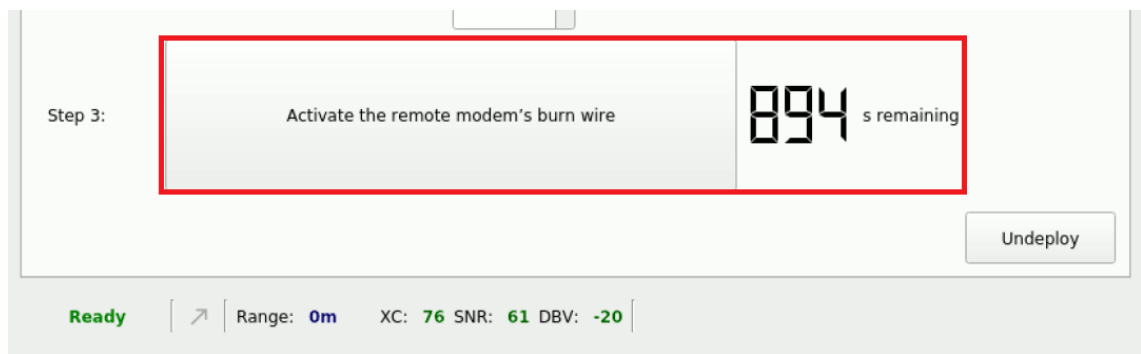 Step 3:
Activate the remote modem's burn wire
894 s remaining
Undeploy
Ready Range: 0m XC: 76 SNR: 61 DBV: -20